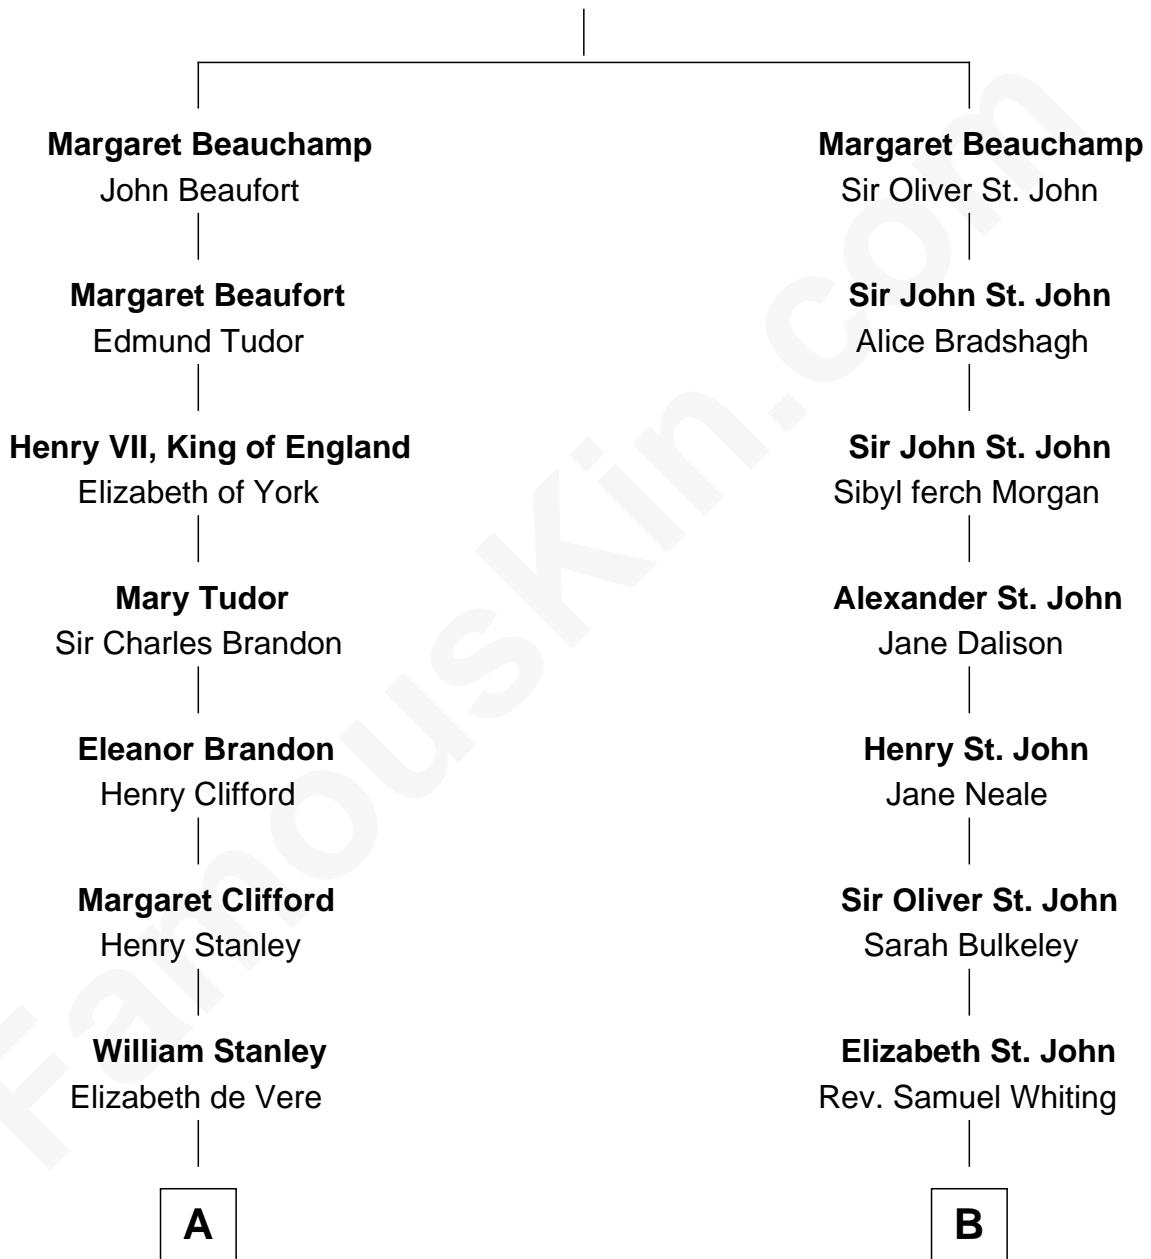 Margaret Beauchamp
John Beaufort
Margaret Beauchamp
Sir Oliver St. John
Margaret Beaufort
Edmund Tudor
Sir John St. John
Alice Bradshagh
Henry VII, King of England
Elizabeth of York
Sir John St. John
Sibyl ferch Morgan
Mary Tudor
Sir Charles Brandon
Alexander St. John
Jane Dalison
Eleanor Brandon
Henry Clifford
Henry St. John
Jane Neale
Margaret Clifford
Henry Stanley
Sir Oliver St. John
Sarah Bulkeley
William Stanley
Elizabeth de Vere
Elizabeth St. John
Rev. Samuel Whiting
A
B
FamousKin.com